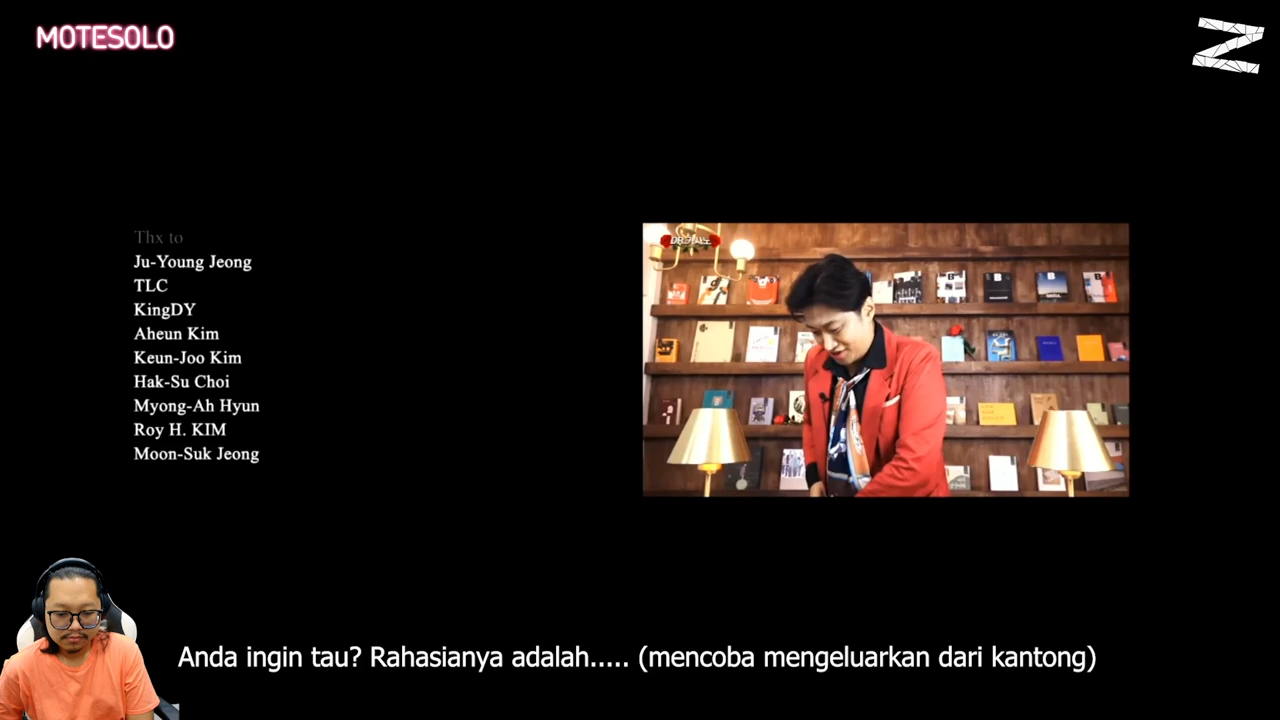 MOTESOLO
Z
Thx to
Ju-Young Jeong
TLC
KingDY
Aheun Kim
Keun-Joo Kim
Hak-Su Choi
Myong-Ah Hyun
Roy H. KIM
Moon-Suk Jeong
Anda ingin tau? Rahasianya adalah..... (mencoba mengeluarkan dari kantong)